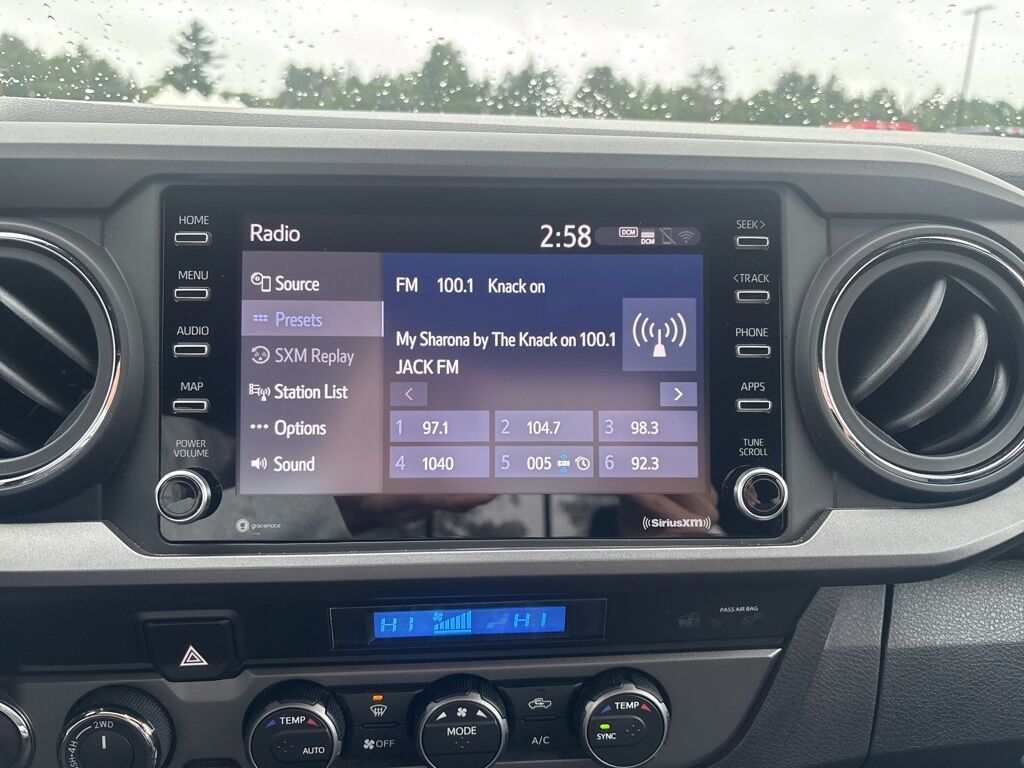 HOME
MENU
AUDIO
MAP
POWER
VOLUME
Radio
2:58
DCM
DCM
Source
Presets
SXM Replay
Station List
Options
Sound
FM 100.1 Knack on
My Sharona by The Knack on 100.1
JACK FM
< >
1 97.1
2 104.7
3 98.3
4 1040
5 005
6 92.3
SEEK >
< TRACK
PHONE
APPS
TUNE
SCROLL
gracenote
((SiriusXM))
HI
HI
PASS AIR BAG
2WD
TEMP
AUTO
OFF
MODE
A/C
TEMP
SYNC